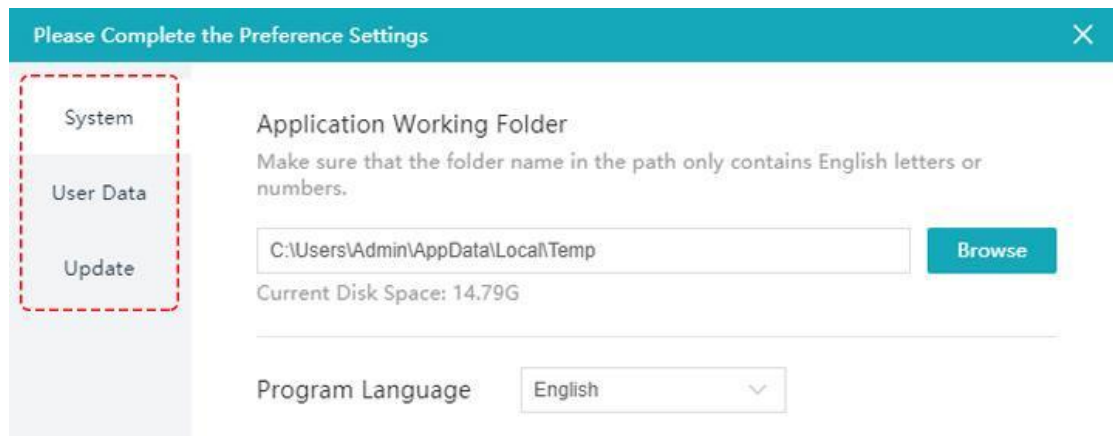 Please Complete the Preference Settings
System
User Data
Update
Application Working Folder
Make sure that the folder name in the path only contains English letters or
numbers.
C:\Users\Admin\AppData\Local\Temp
Browse
Current Disk Space: 14.79G
Program Language
English